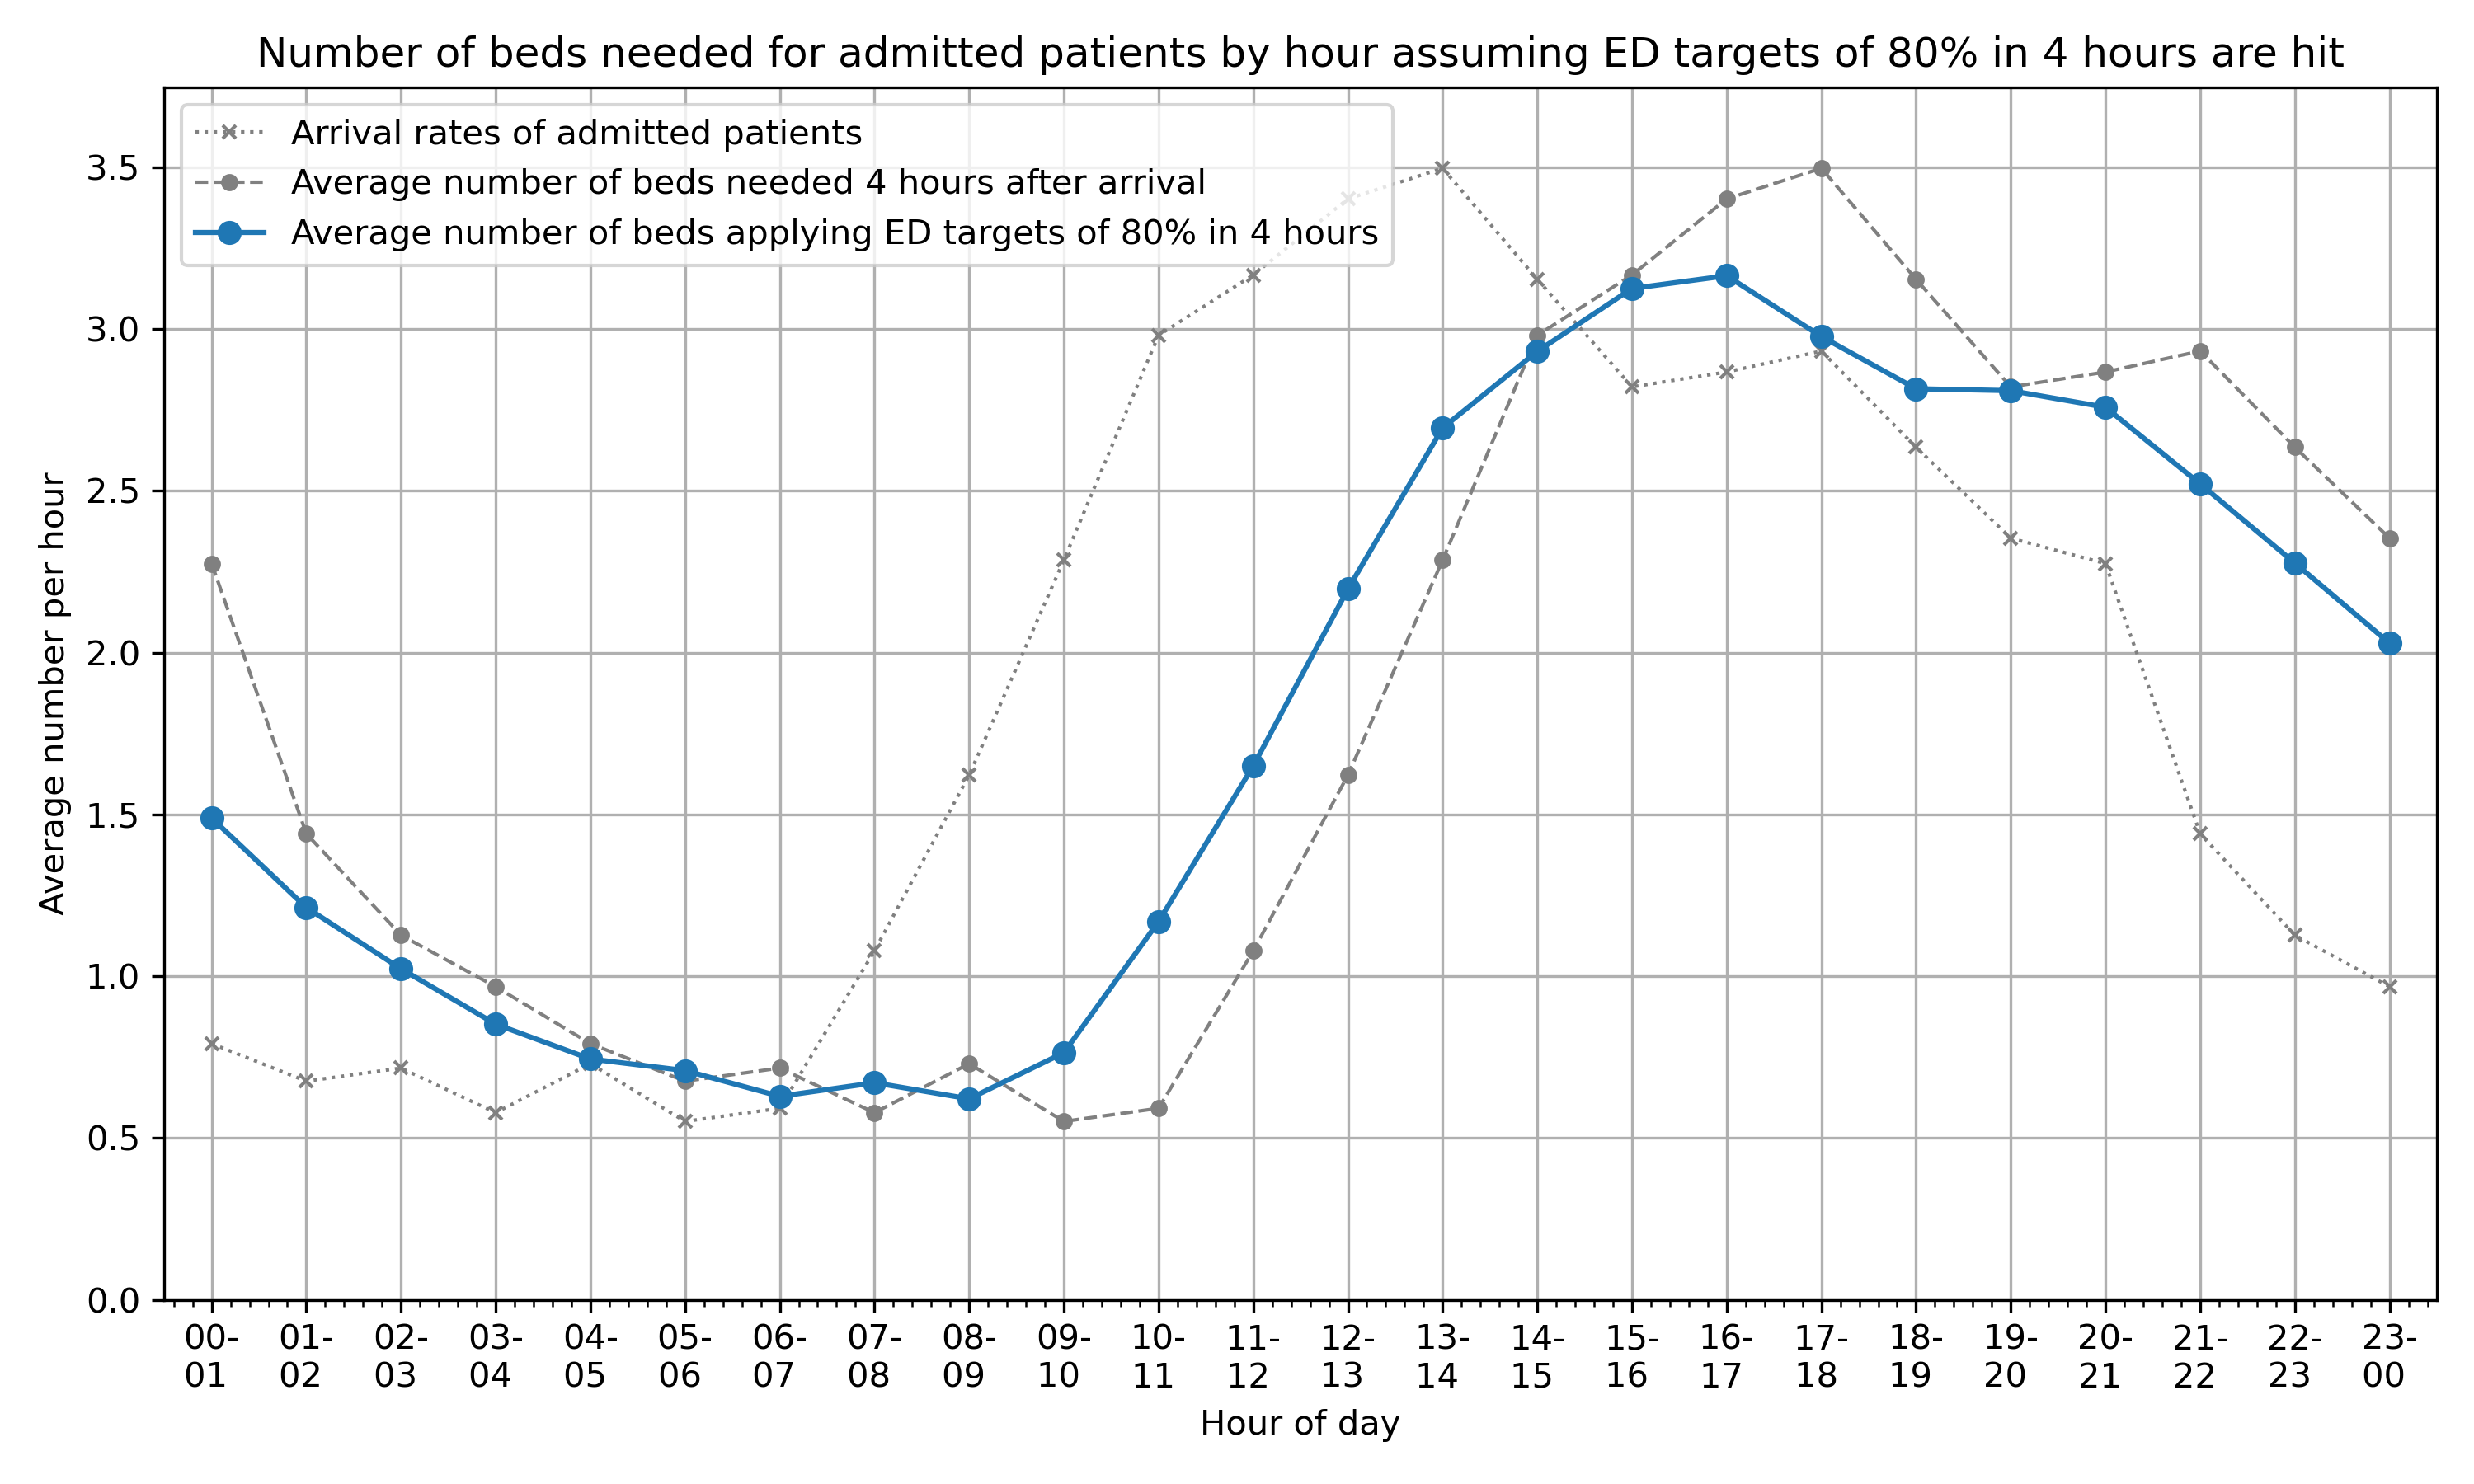 Number of beds needed for admitted patients by hour assuming ED targets of 80% in 4 hours are hit
Arrival rates of admitted patients
Average number of beds needed 4 hours after arrival
Average number of beds applying ED targets of 80% in 4 hours
Average number per hour
3.5
3.0
2.5
2.0
1.5
1.0
0.5
0.0
00- 01- 02- 03- 04- 05- 06- 07- 08- 09- 10- 11- 12- 13- 14- 15- 16- 17- 18- 19- 20- 21- 22- 23-
01 02 03 04 05 06 07 08 09 10 11 12 13 14 15 16 17 18 19 20 21 22 23 00
Hour of day